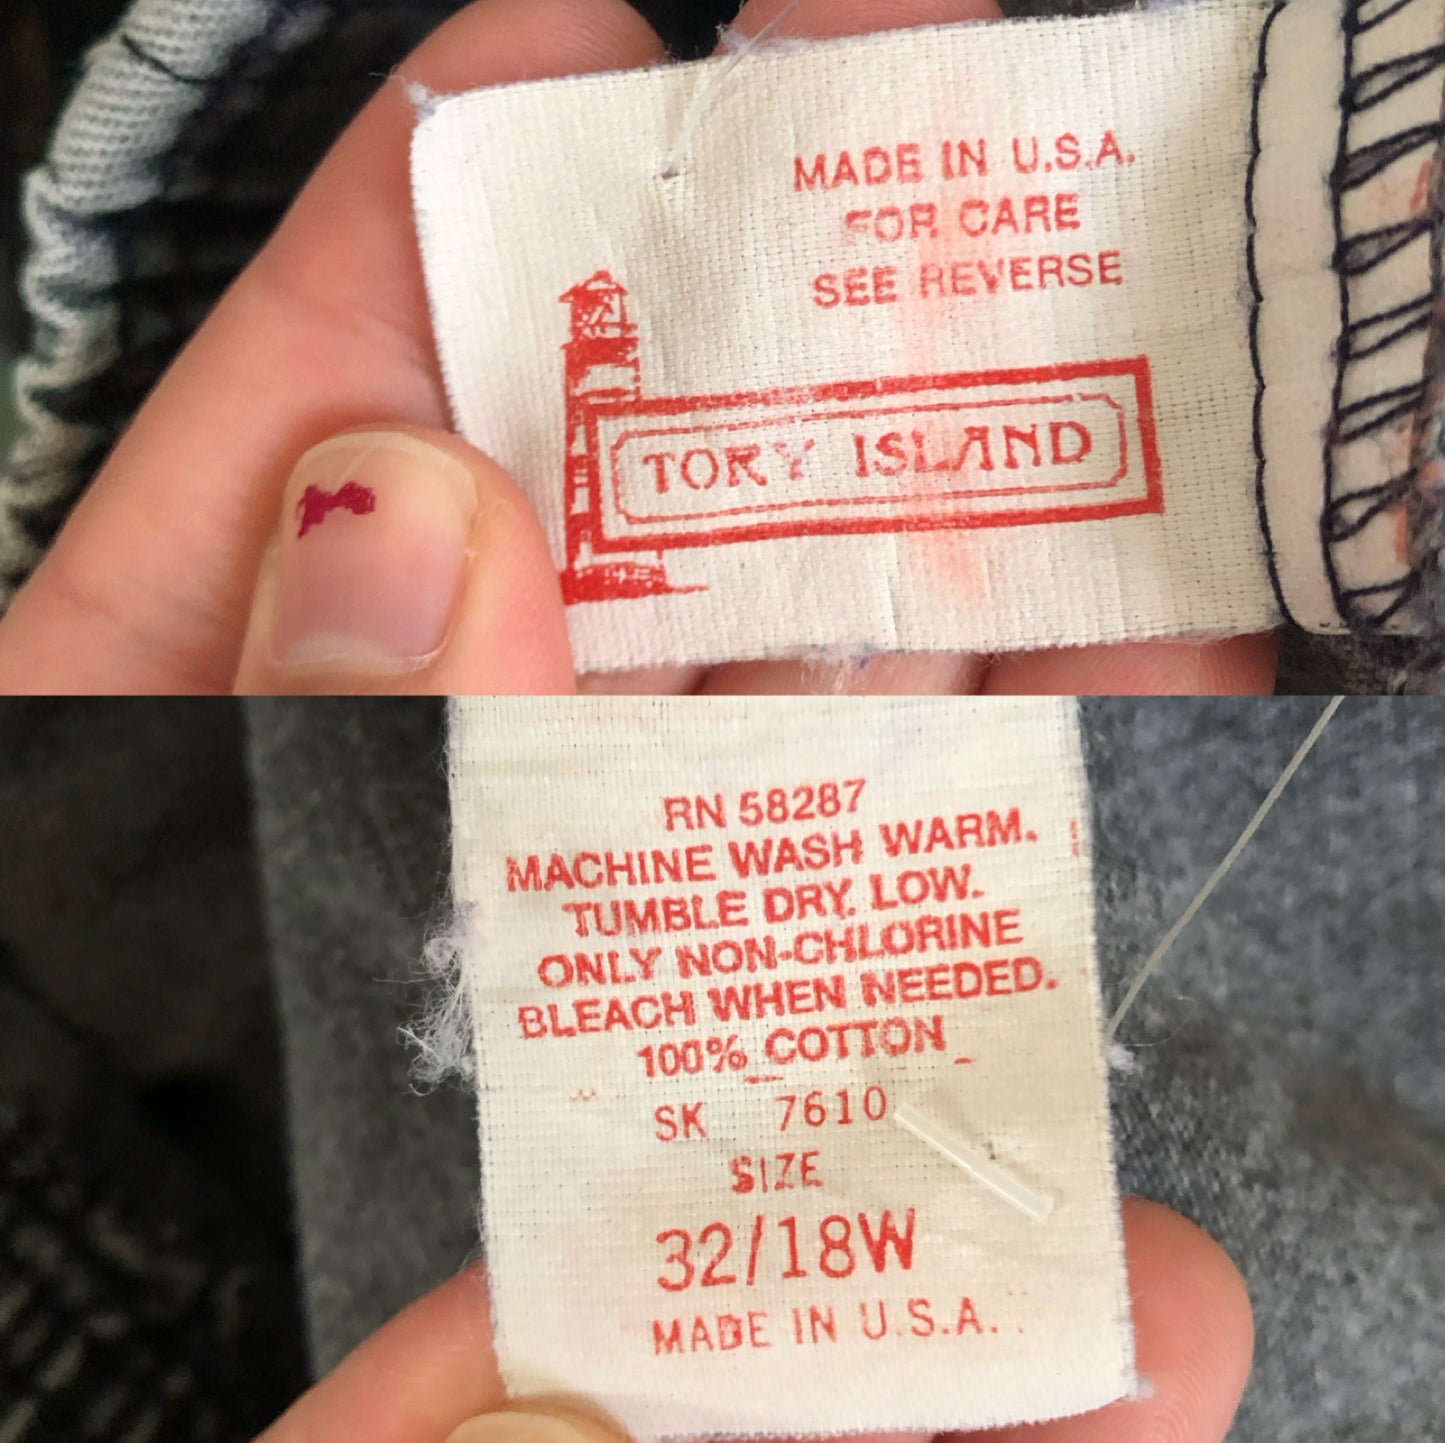 MADE IN U.S.A.
FOR CARE
SEE REVERSE
TORY ISLAND
RN 58287
MACHINE WASH WARM.
TUMBLE DRY. LOW.
ONLY NON-CHLORINE
BLEACH WHEN NEEDED.
100% COTTON
SK 7610
SIZE
32/18W
MADE IN U.S.A.